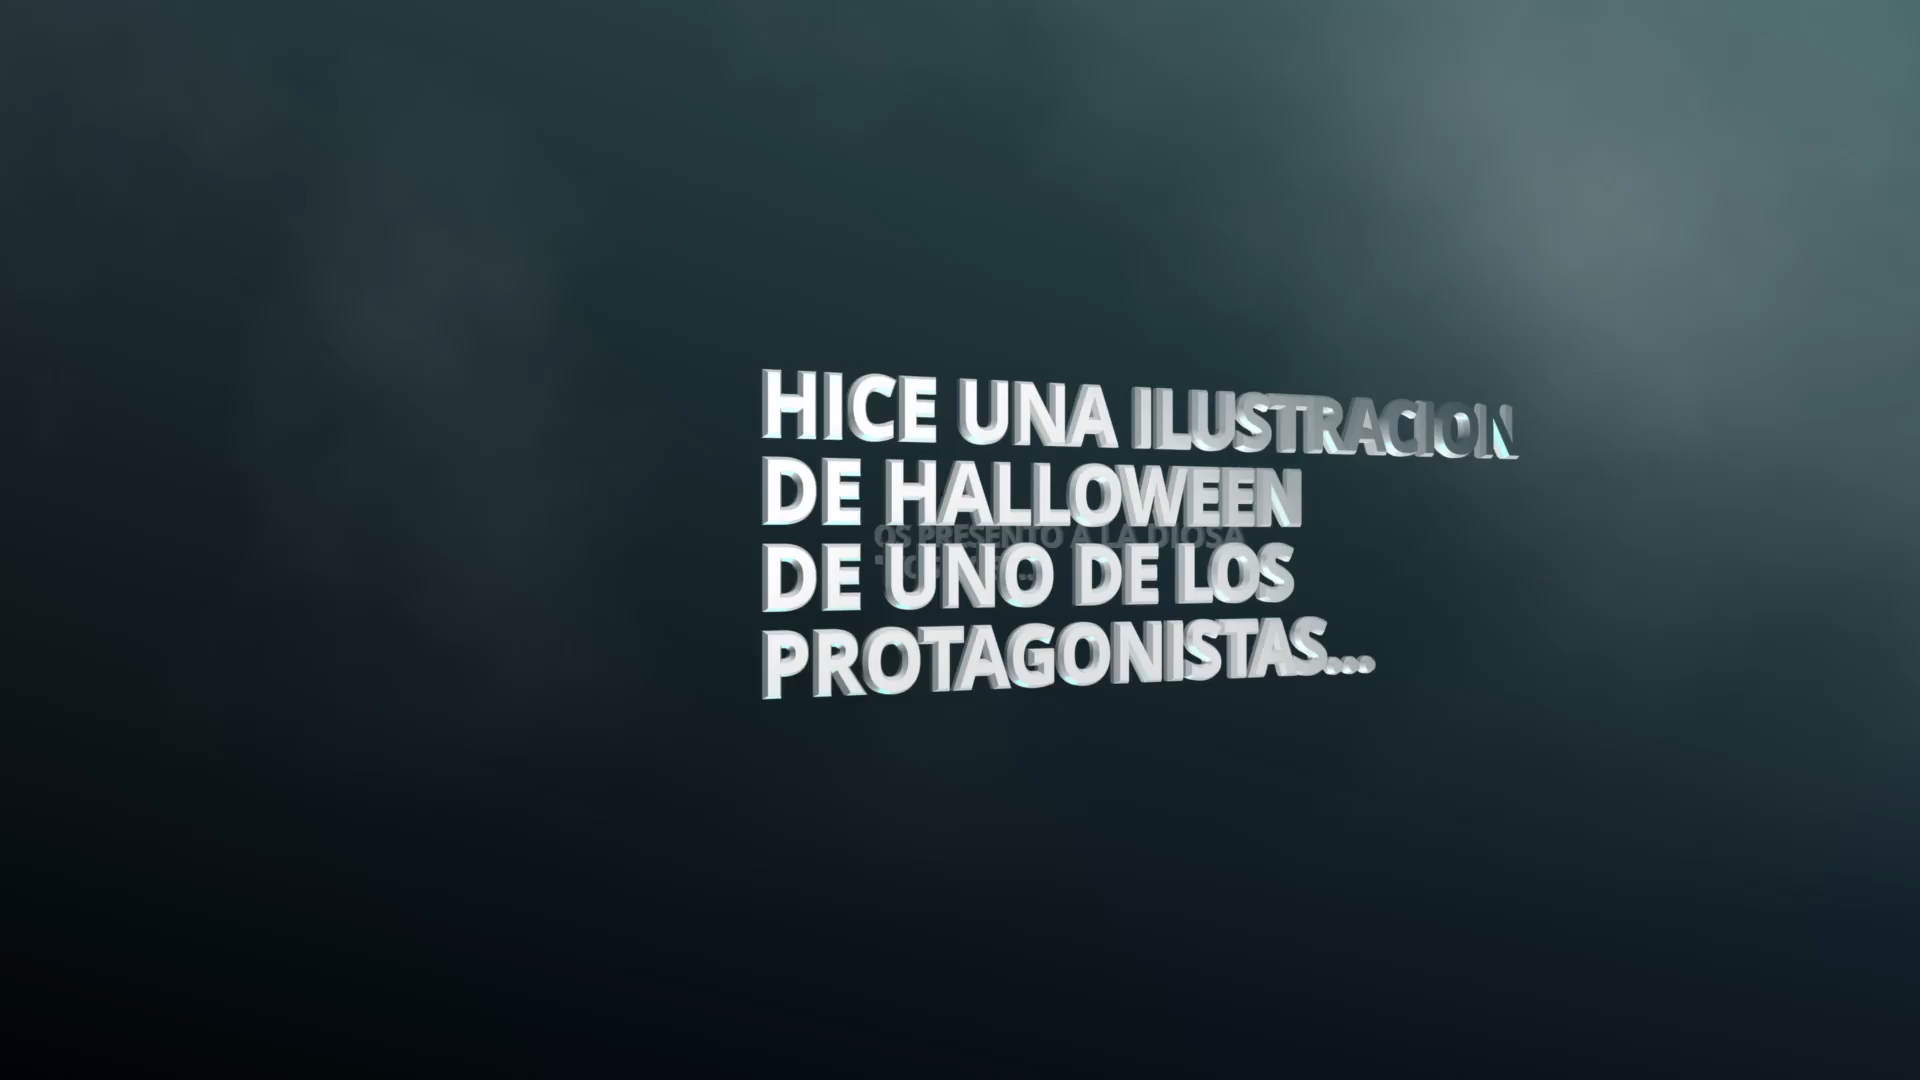 HICE UNA ILUSTRACION
DE HALLOWEEN
DE UNO DE LOS
PROTAGONISTAS...
OS PRESENTO A LA DIOSA